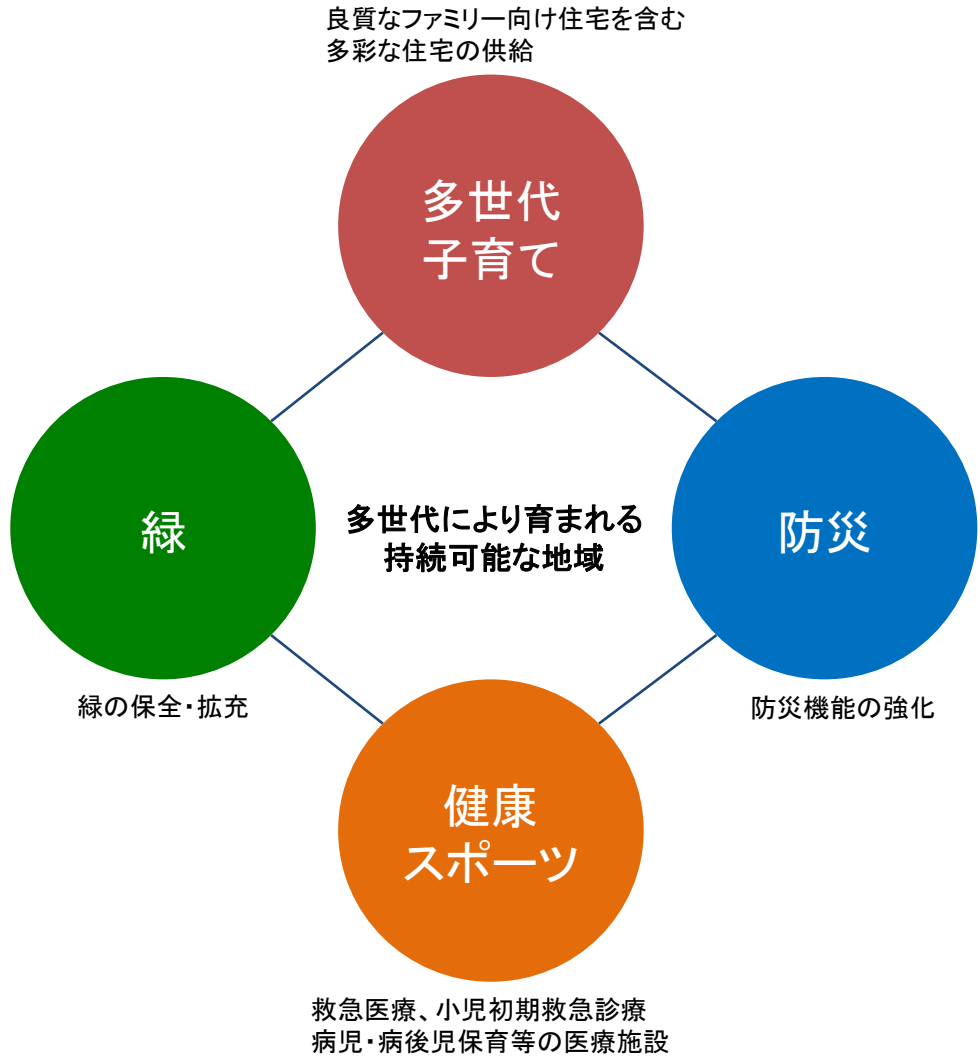 良質なファミリー向け住宅を含む
多彩な住宅の供給
多世代
子育て
緑
多世代により育まれる
持続可能な地域
防災
緑の保全・拡充
防災機能の強化
健康
スポーツ
救急医療、小児初期救急診療
病児・病後児保育等の医療施設